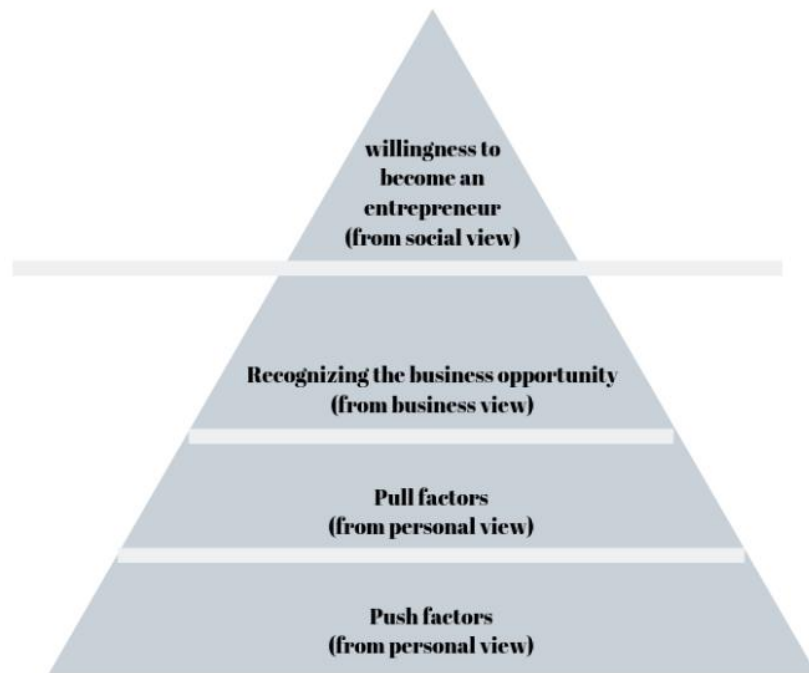 willingness to
become an
entrepreneur
(from social view)
Recognizing the business opportunity
(from business view)
Pull factors
(from personal view)
Push factors
(from personal view)